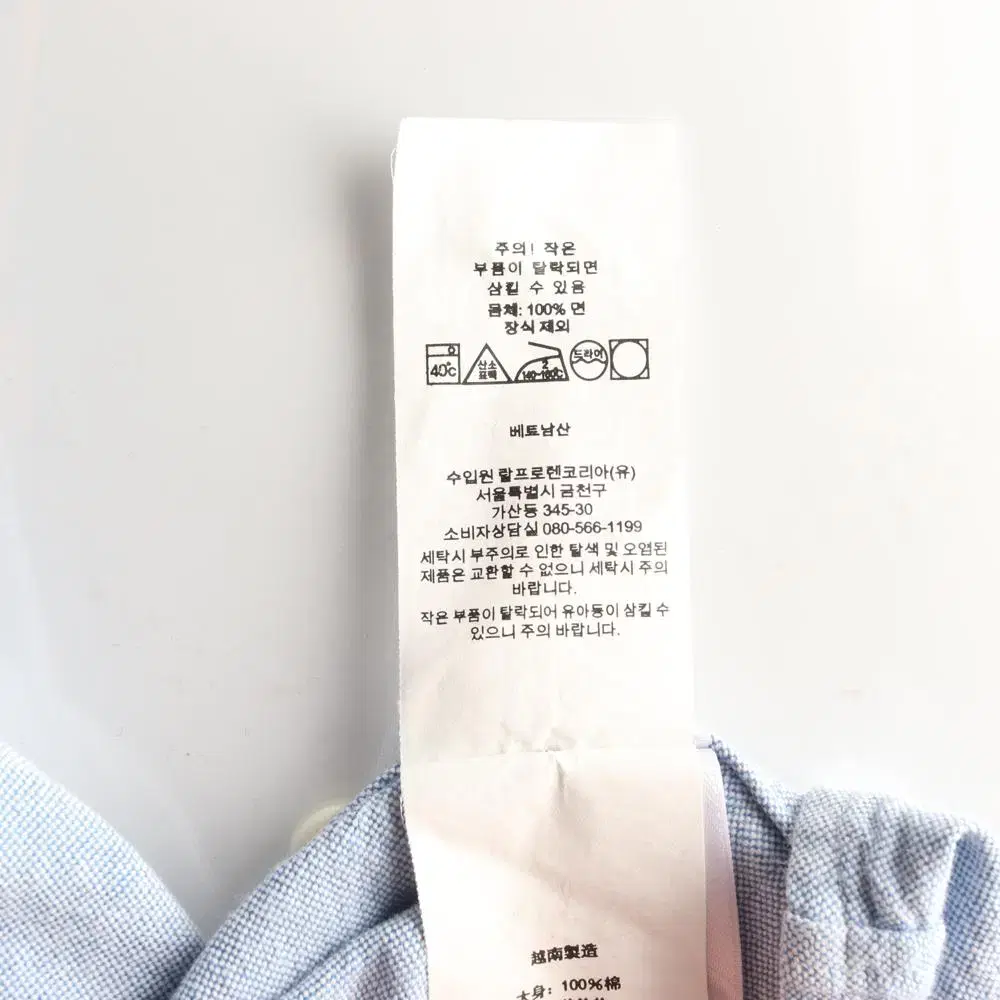 주의! 작은
부품이 탈락되면
삼킬 수 있음
몸체: 100% 면
장식 제외
40℃ 산소 표백 2 140~160℃ 드라이
베트남산
수입원 랄프로렌코리아(유)
서울특별시 금천구
가산동 345-30
소비자상담실 080-566-1199
세탁시 부주의로 인한 탈색 및 오염된
제품은 교환할 수 없으니 세탁시 주의
바랍니다.
작은 부품이 탈락되어 유아등이 삼킬 수
있으니 주의 바랍니다.
越南製造
大身: 100%棉